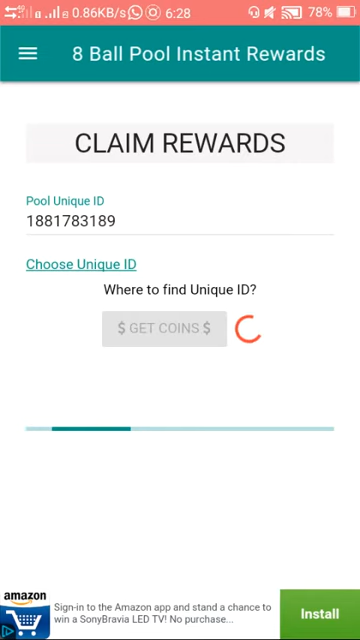 0.86KB/s 6:28 78%
8 Ball Pool Instant Rewards
CLAIM REWARDS
Pool Unique ID
1881783189
Choose Unique ID
Where to find Unique ID?
$ GET COINS $
amazon
Sign-in to the Amazon app and stand a chance to
win a SonyBravia LED TV! No purchase...
Install